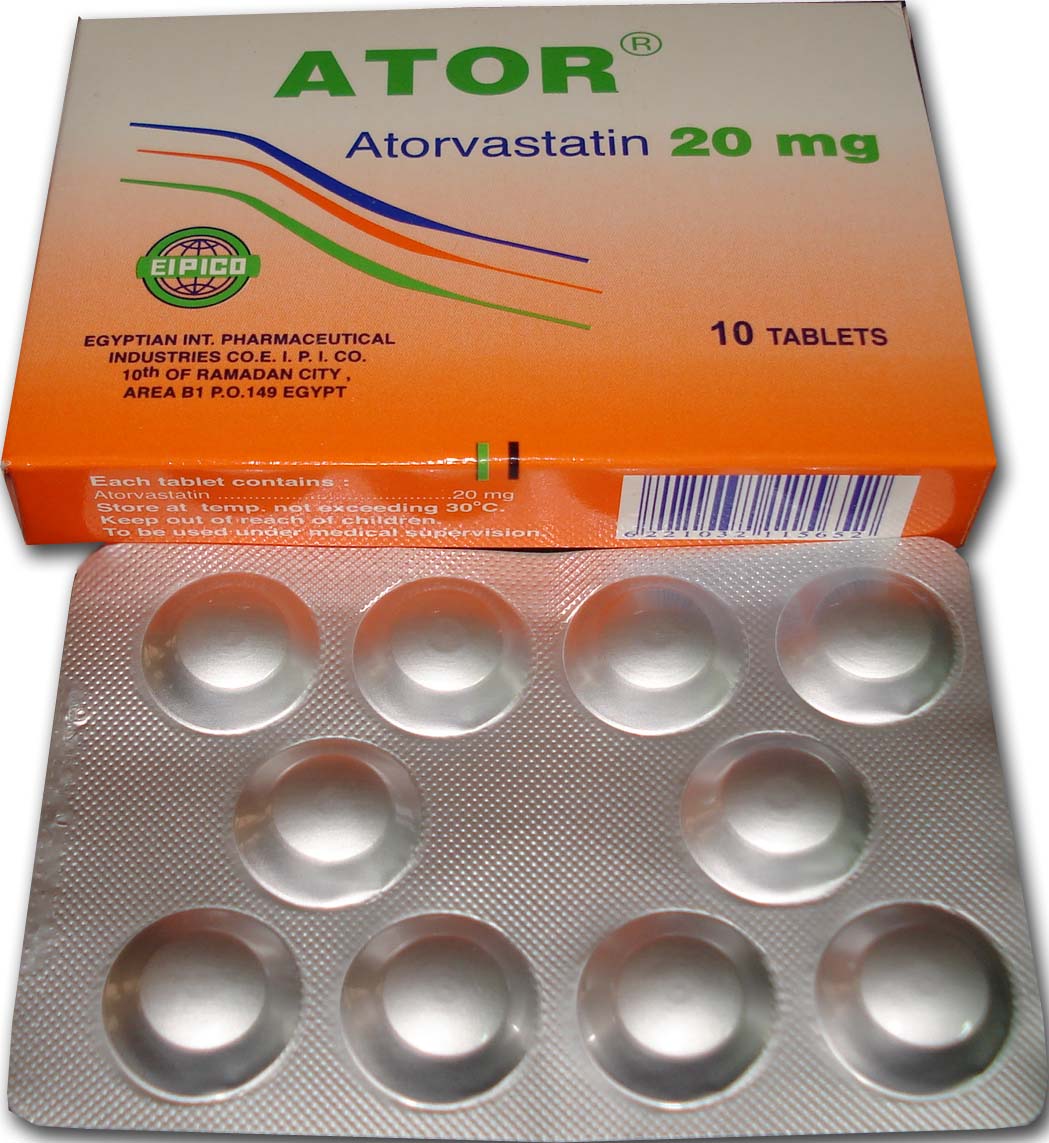 ATOR®
Atorvastatin 20 mg
EIPICO
EGYPTIAN INT. PHARMACEUTICAL
INDUSTRIES CO.E. I. P. I. CO.
10th OF RAMADAN CITY ,
AREA B1 P.O.149 EGYPT
10 TABLETS
Each tablet contains :
Atorvastatin ....................................20 mg
Store at temp. not exceeding 30°C.
Keep out of reach of children.
To be used under medical supervision.
6221032115652